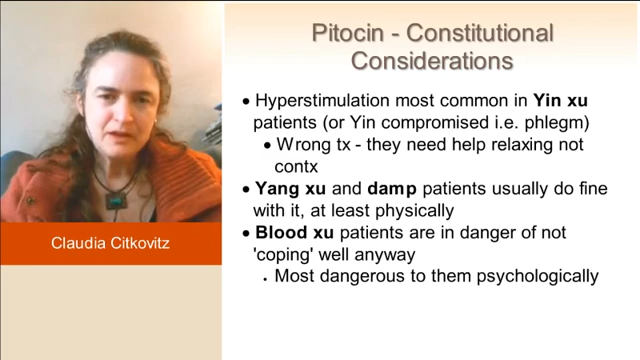 Pitocin - Constitutional
Considerations
• Hyperstimulation most common in Yin xu
patients (or Yin compromised i.e. phlegm)
• Wrong tx - they need help relaxing not
contx
• Yang xu and damp patients usually do fine
with it, at least physically
• Blood xu patients are in danger of not
'coping' well anyway
• Most dangerous to them psychologically
Claudia Citkovitz